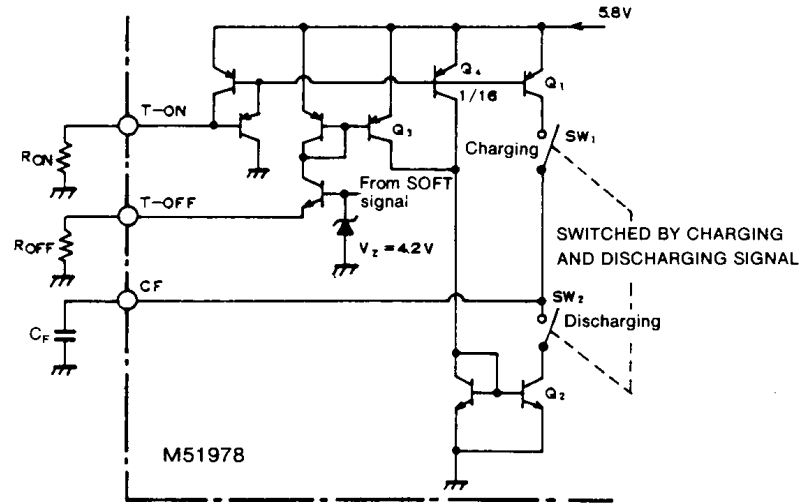 5.8V
Q4
Q1
1/16
T-ON
Q3
SW1
Charging
RON
From SOFT
signal
T-OFF
ROFF
VZ =4.2V
SWITCHED BY CHARGING
AND DISCHARGING SIGNAL
CF
SW2
Discharging
CF
Q2
M51978